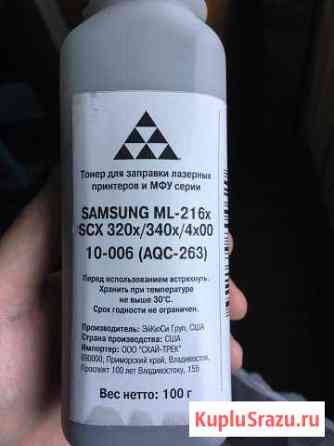 Тонер для заправки лазерных
принтеров и МФУ серии
SAMSUNG ML-216x
SCX 320x/340x/4x00
10-006 (AQC-263)
Перед использованием встряхнуть.
Хранить при температуре
не выше 30°С.
Срок годности не ограничен.
Производитель: ЭйКюСи Груп, США
Страна производства: США
Импортер: ООО "СКАЙ-ТРЕК"
690000, Приморский край, Владивосток,
Проспект 100 лет Владивостоку, 155
Вес нетто: 100 г
KupluSrazu.ru